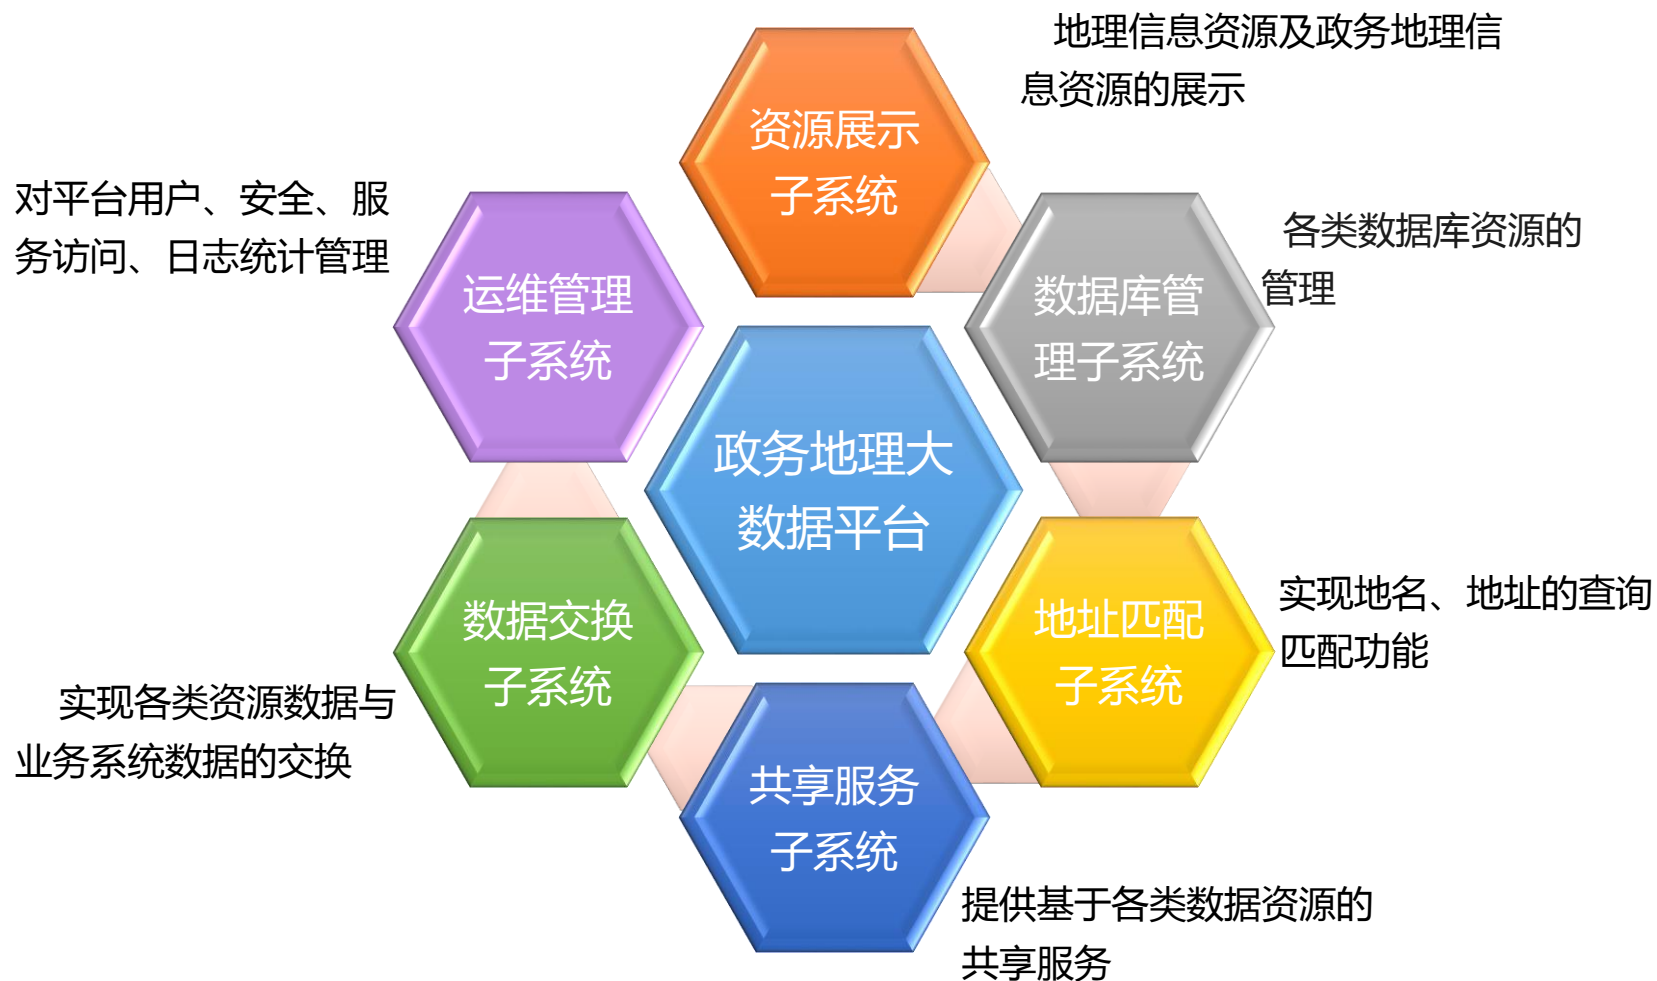 地理信息资源及政务地理信
息资源的展示
资源展示
子系统
对平台用户、安全、服
务访问、日志统计管理
运维管理
子系统
各类数据库资源的
管理
数据库管
理子系统
政务地理大
数据平台
实现地名、地址的查询
匹配功能
地址匹配
子系统
数据交换
子系统
实现各类资源数据与
业务系统数据的交换
共享服务
子系统
提供基于各类数据资源的
共享服务